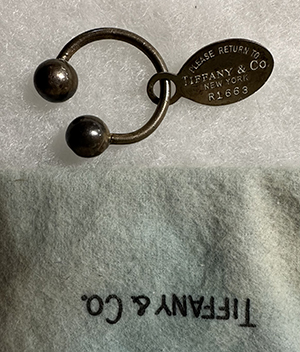 PLEASE RETURN TO
TIFFANY & Co.
NEW YORK
R1663
TIFFANY & CO.